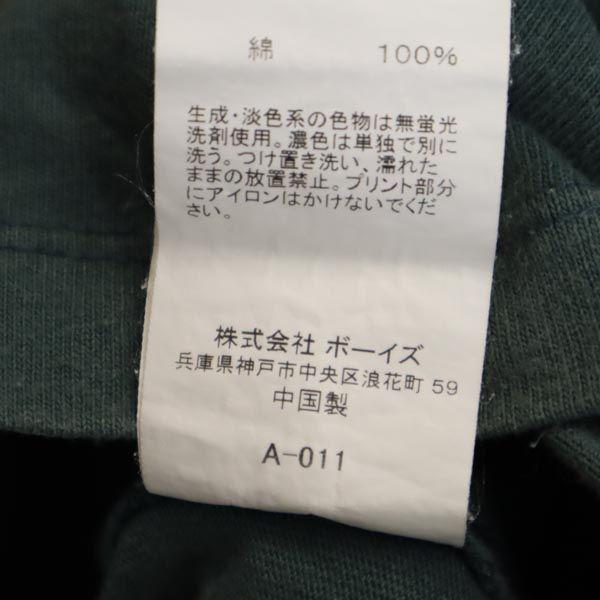 綿 100%
生成・淡色系の色物は無蛍光
洗剤使用。濃色は単独で別に
洗う。つけ置き洗い、濡れた
ままの放置禁止。プリント部分
にアイロンはかけないでくだ
さい。
株式会社 ボーイズ
兵庫県神戸市中央区浪花町 59
中国製
A-011